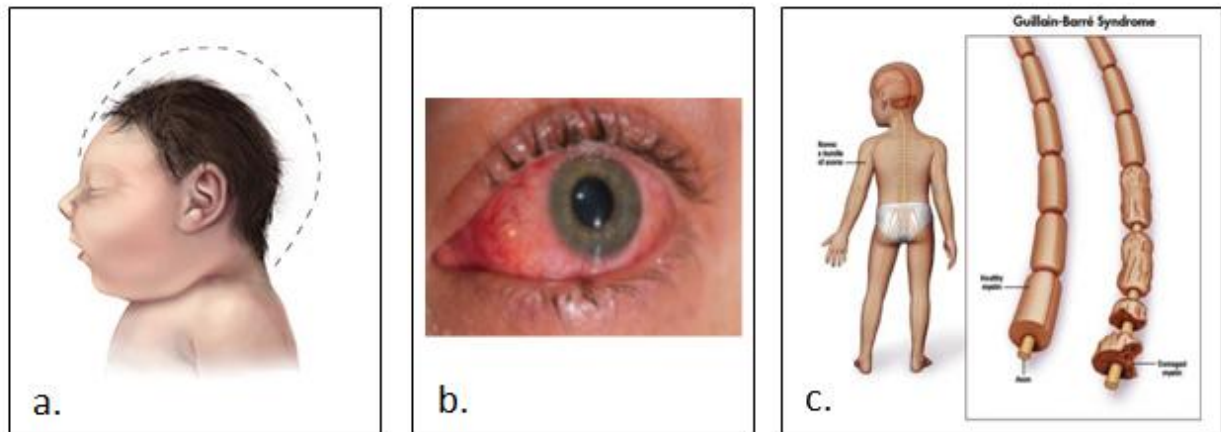 Guillain-Barré Syndrome
Healthy
myelin
Axon
Damaged
myelin
a.
b.
c.